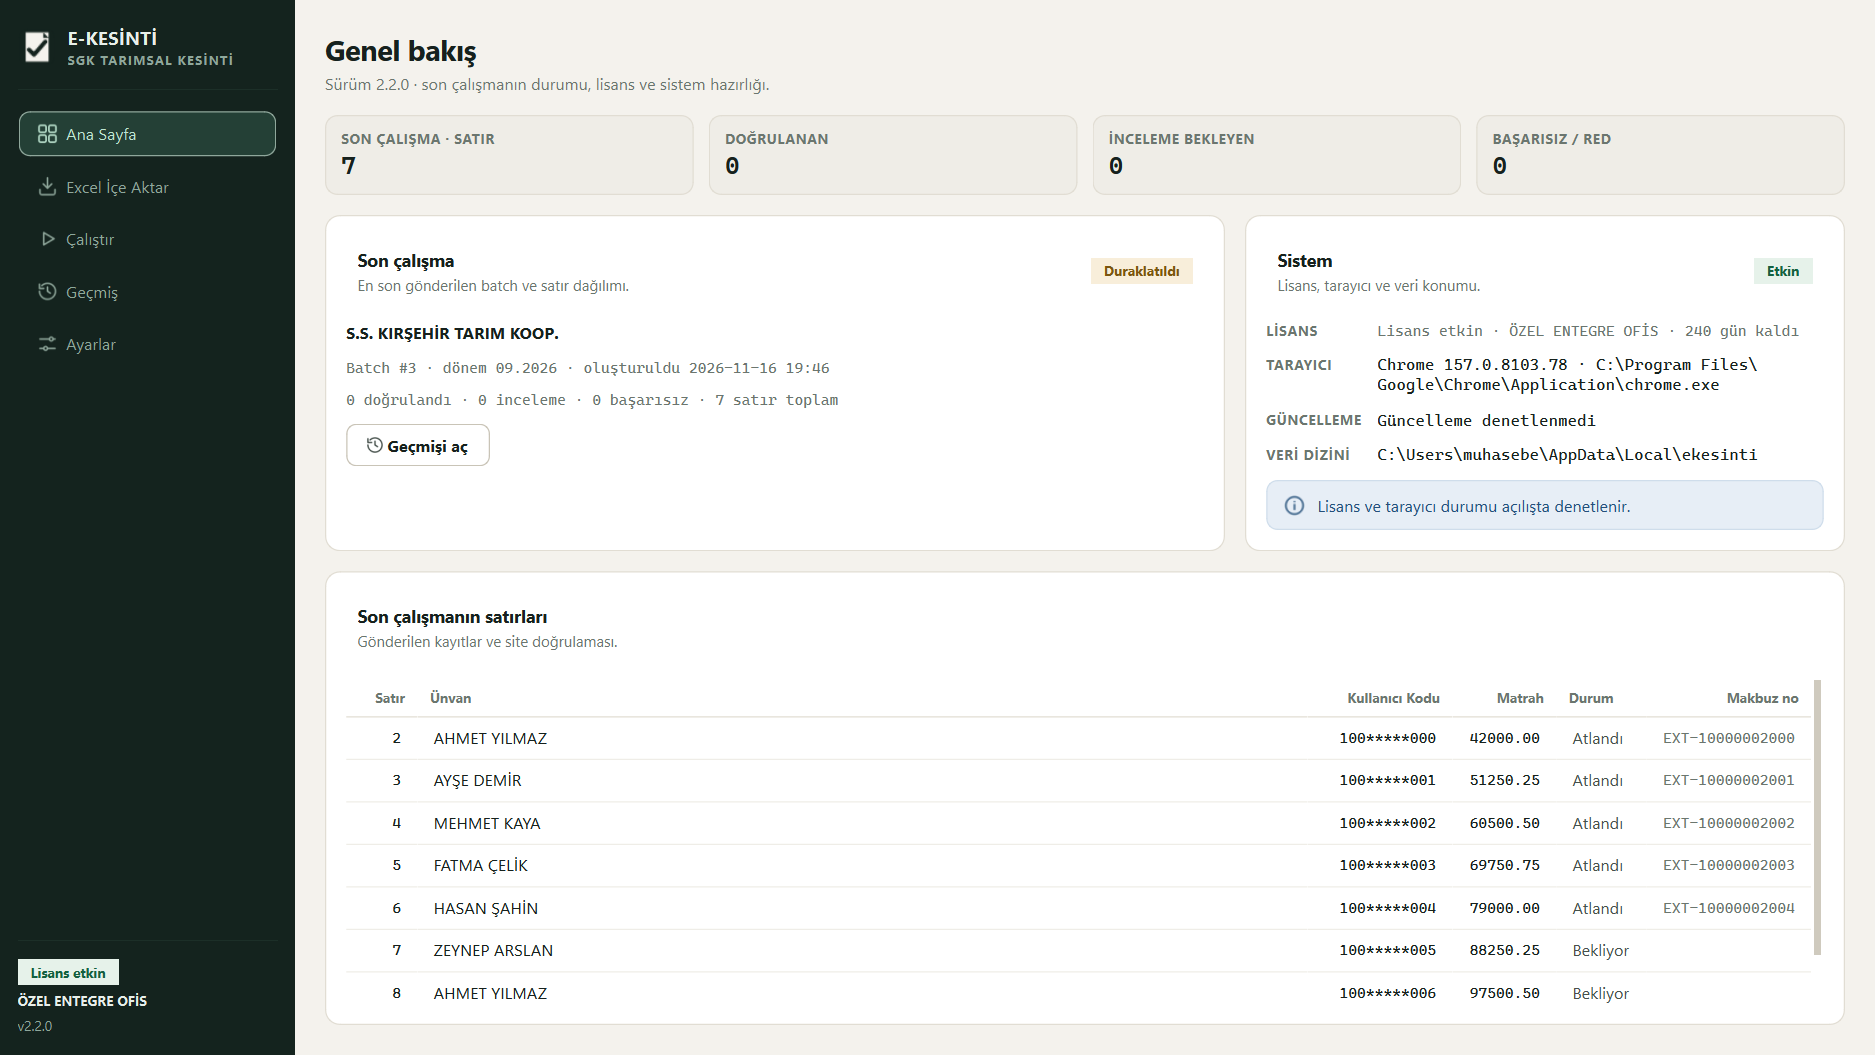 E-KESİNTİ
SGK TARIMSAL KESİNTİ
Ana Sayfa
Excel İçe Aktar
Çalıştır
Geçmiş
Ayarlar
Lisans etkin
ÖZEL ENTEGRE OFİS
v2.2.0
Genel bakış
Sürüm 2.2.0 · son çalışmanın durumu, lisans ve sistem hazırlığı.
SON ÇALIŞMA · SATIR
7
DOĞRULANAN
0
İNCELEME BEKLEYEN
0
BAŞARISIZ / RED
0
Son çalışma
En son gönderilen batch ve satır dağılımı.
Duraklatıldı
S.S. KIRŞEHİR TARIM KOOP.
Batch #3 · dönem 09.2026 · oluşturuldu 2026-11-16 19:46
0 doğrulandı · 0 inceleme · 0 başarısız · 7 satır toplam
Geçmişi aç
Sistem
Lisans, tarayıcı ve veri konumu.
Etkin
LİSANS Lisans etkin · ÖZEL ENTEGRE OFİS · 240 gün kaldı
TARAYICI Chrome 157.0.8103.78 · C:\Program Files\
Google\Chrome\Application\chrome.exe
GÜNCELLEME Güncelleme denetlenmedi
VERİ DİZİNİ C:\Users\muhasebe\AppData\Local\ekesinti
Lisans ve tarayıcı durumu açılışta denetlenir.
Son çalışmanın satırları
Gönderilen kayıtlar ve site doğrulaması.
Satır Ünvan Kullanıcı Kodu Matrah Durum Makbuz no
2 AHMET YILMAZ 100*****000 42000.00 Atlandı EXT-10000002000
3 AYŞE DEMİR 100*****001 51250.25 Atlandı EXT-10000002001
4 MEHMET KAYA 100*****002 60500.50 Atlandı EXT-10000002002
5 FATMA ÇELİK 100*****003 69750.75 Atlandı EXT-10000002003
6 HASAN ŞAHİN 100*****004 79000.00 Atlandı EXT-10000002004
7 ZEYNEP ARSLAN 100*****005 88250.25 Bekliyor
8 AHMET YILMAZ 100*****006 97500.50 Bekliyor